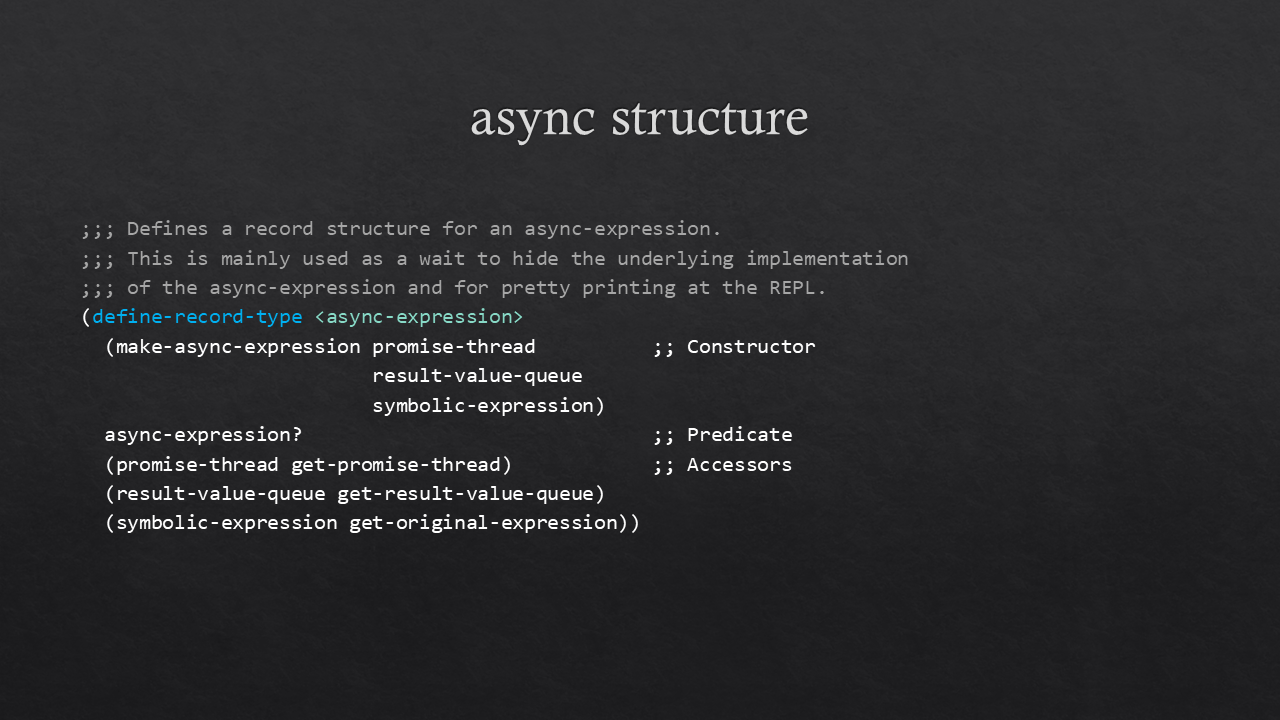 async structure
;;; Defines a record structure for an async-expression.
;;; This is mainly used as a wait to hide the underlying implementation
;;; of the async-expression and for pretty printing at the REPL.
(define-record-type <async-expression>
  (make-async-expression promise-thread          ;; Constructor
                         result-value-queue
                         symbolic-expression)
  async-expression?                              ;; Predicate
  (promise-thread get-promise-thread)            ;; Accessors
  (result-value-queue get-result-value-queue)
  (symbolic-expression get-original-expression))